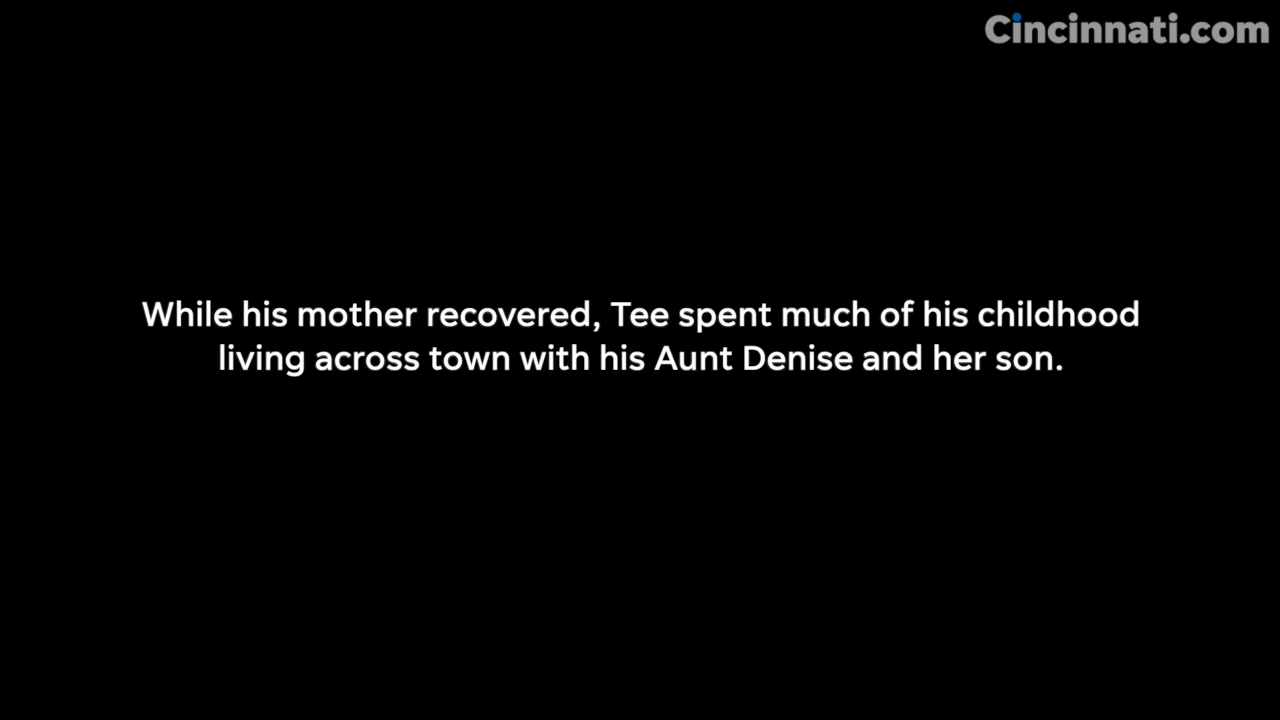 Cincinnati.com
While his mother recovered, Tee spent much of his childhood
living across town with his Aunt Denise and her son.